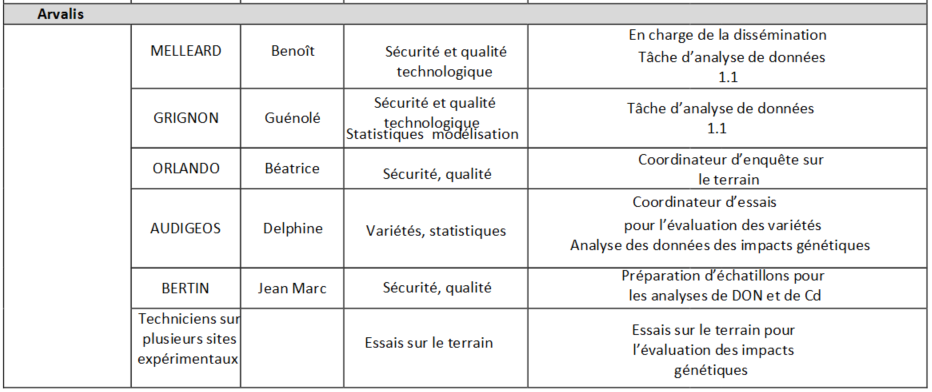 Arvalis
MELLEARD
Benoît
Sécurité et qualité
technologique
En charge de la dissémination
Tâche d'analyse de données
1.1
GRIGNON
Guénolé
Sécurité et qualité
technologique
Statistiques modélisation
Tâche d'analyse de données
1.1
ORLANDO
Béatrice
Sécurité, qualité
Coordinateur d'enquête sur
le terrain
AUDIGEOS
Delphine
Variétés, statistiques
Coordinateur d'essais
pour l'évaluation des variétés
Analyse des données des impacts génétiques
BERTIN
Jean Marc
Sécurité, qualité
Préparation d'échatillons pour
les analyses de DON et de Cd
Techniciens sur
plusieurs sites
expérimentaux
Essais sur le terrain
Essais sur le terrain pour
l'évaluation des impacts
génétiques